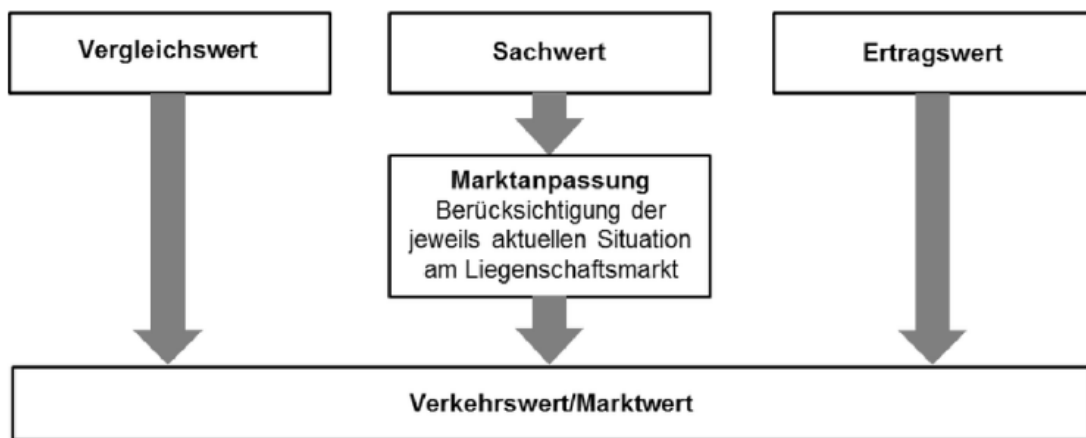 Vergleichswert
Sachwert
Ertragswert
Marktanpassung
Berücksichtigung der
jeweils aktuellen Situation
am Liegenschaftsmarkt
Verkehrswert/Marktwert